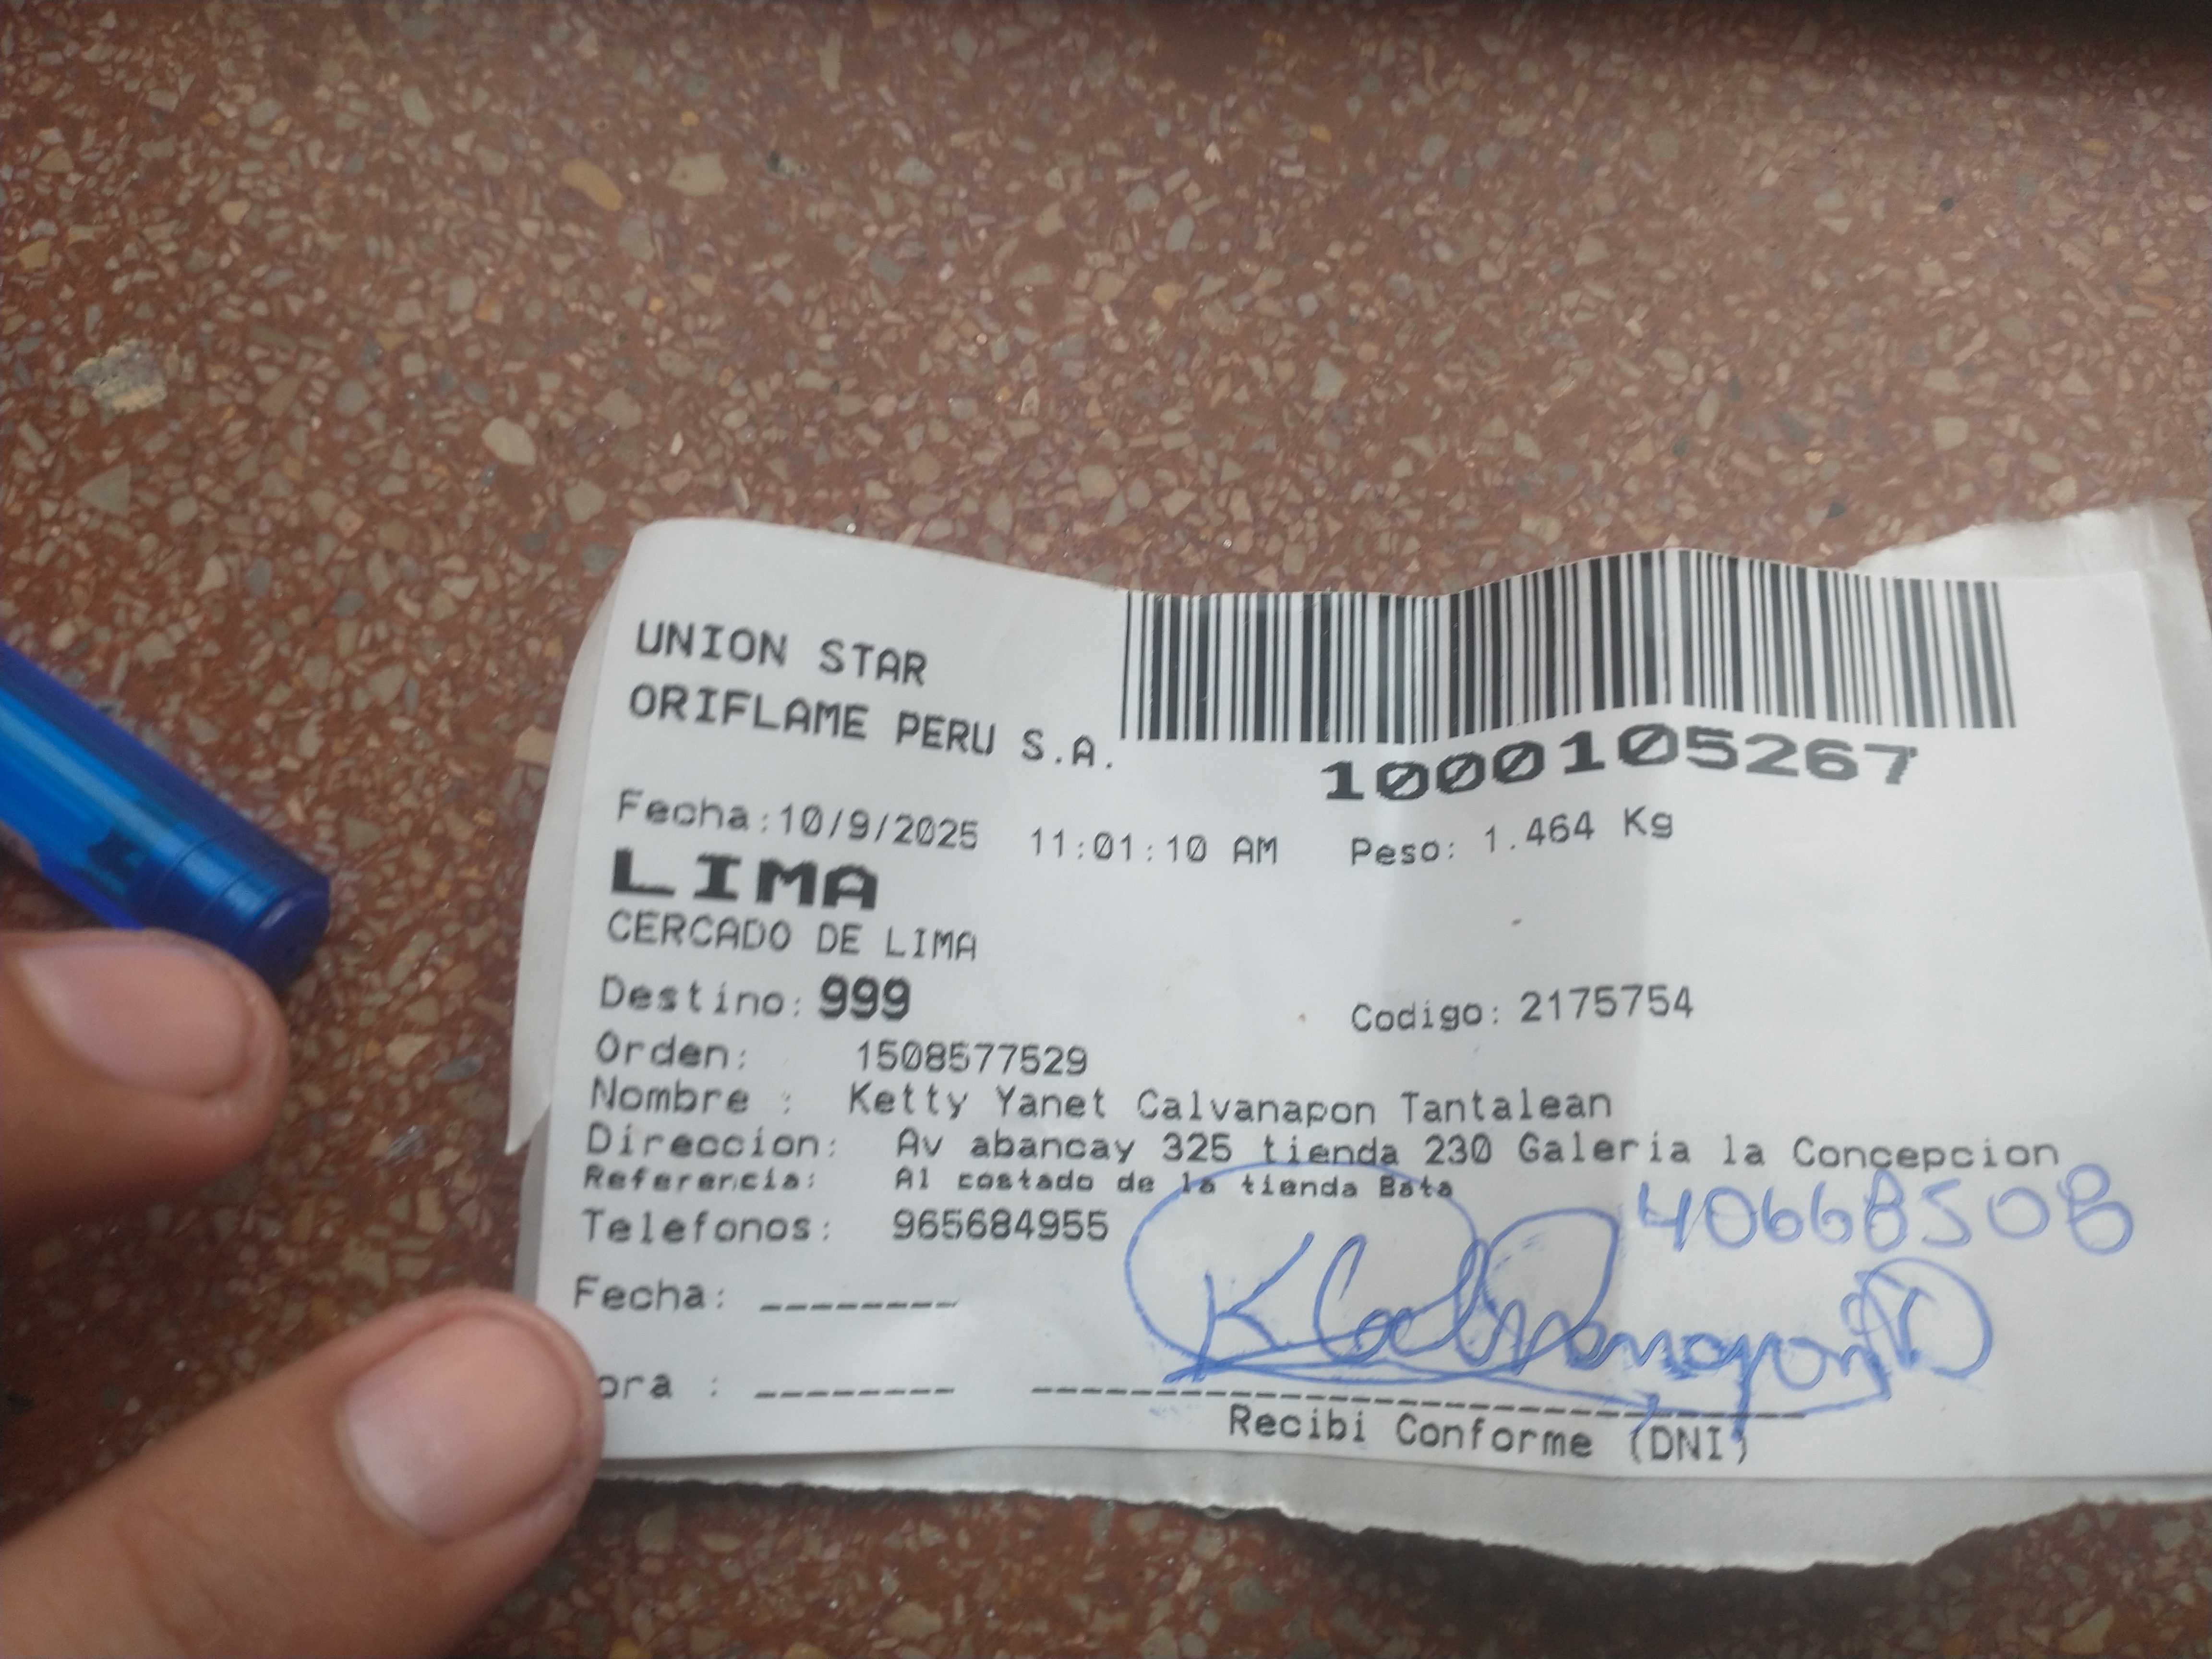 UNION STAR
ORIFLAME PERU S.A.
1000105267
Fecha:10/9/2025 11:01:10 AM Peso: 1.464 Kg
LIMA
CERCADO DE LIMA
Destino: 999 Codigo: 2175754
Orden: 1508577529
Nombre : Ketty Yanet Calvanapon Tantalean
Direccion: Av abancay 325 tienda 230 Galeria la Concepcion
Referencia: Al costado de la tienda Bata
Telefonos: 965684955
40668508
Fecha: --------
ora : --------
Recibi Conforme (DNI)